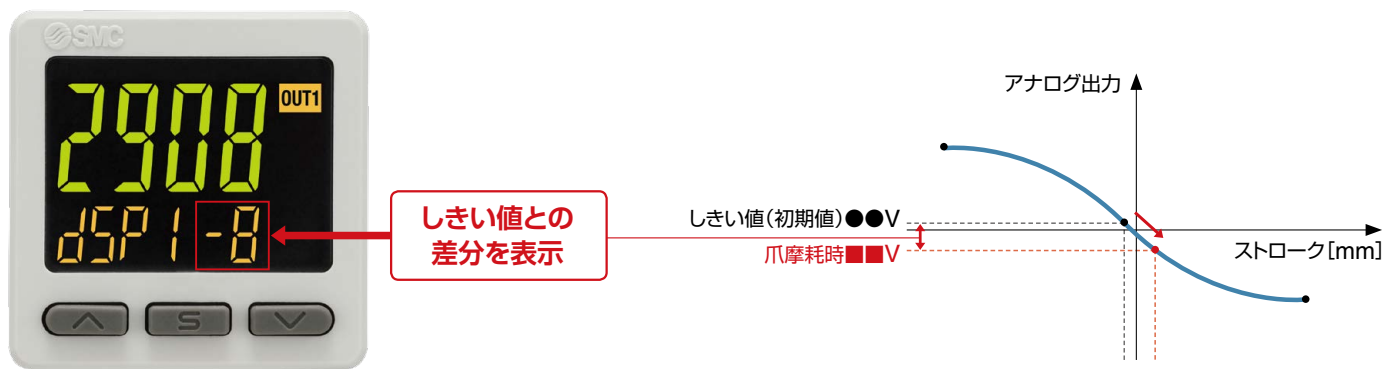 SMC
2908
OUT1
dSP1 -8
S
しきい値との
差分を表示
アナログ出力
しきい値(初期値)●●V
爪摩耗時■■V
ストローク[mm]